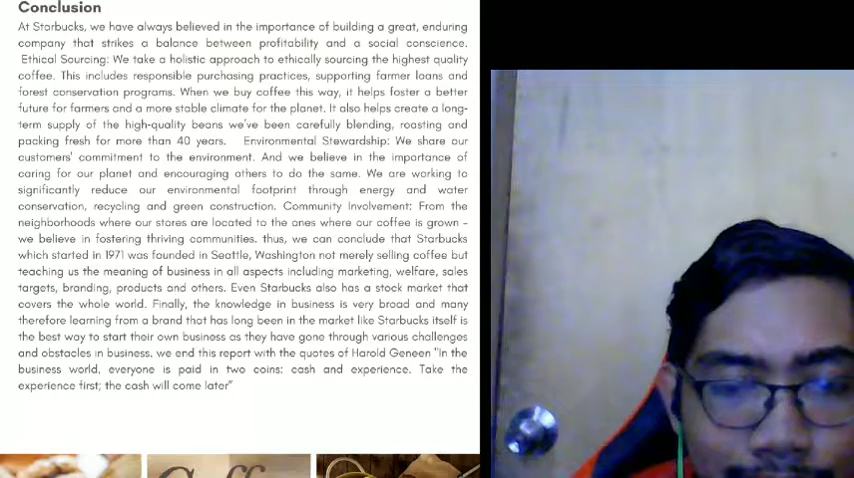 Conclusion
At Starbucks, we have always believed in the importance of building a great, enduring
company that strikes a balance between profitability and a social conscience.
Ethical Sourcing: We take a holistic approach to ethically sourcing the highest quality
coffee. This includes responsible purchasing practices, supporting farmer loans and
forest conservation programs. When we buy coffee this way, it helps foster a better
future for farmers and a more stable climate for the planet. It also helps create a long-
term supply of the high-quality beans we've been carefully blending, roasting and
packing fresh for more than 40 years. Environmental Stewardship: We share our
customers' commitment to the environment. And we believe in the importance of
caring for our planet and encouraging others to do the same. We are working to
significantly reduce our environmental footprint through energy and water
conservation, recycling and green construction. Community Involvement: From the
neighborhoods where our stores are located to the ones where our coffee is grown –
we believe in fostering thriving communities. thus, we can conclude that Starbucks
which started in 1971 was founded in Seattle, Washington not merely selling coffee but
teaching us the meaning of business in all aspects including marketing, welfare, sales
targets, branding, products and others. Even Starbucks also has a stock market that
covers the whole world. Finally, the knowledge in business is very broad and many
therefore learning from a brand that has long been in the market like Starbucks itself is
the best way to start their own business as they have gone through various challenges
and obstacles in business. we end this report with the quotes of Harold Geneen "In the
business world, everyone is paid in two coins: cash and experience. Take the
experience first; the cash will come later"